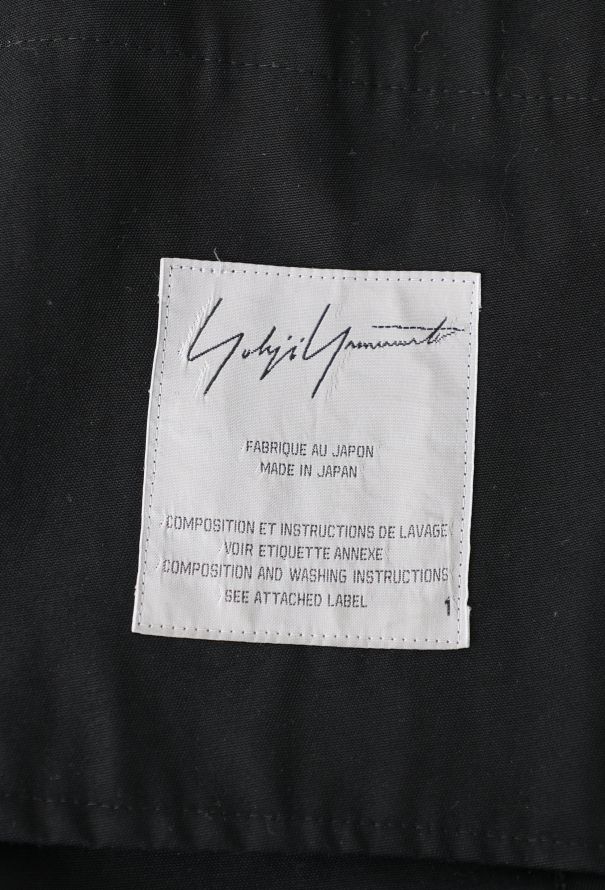 Yohji Yamamoto
FABRIQUE AU JAPON
MADE IN JAPAN
COMPOSITION ET INSTRUCTIONS DE LAVAGE
VOIR ETIQUETTE ANNEXE
COMPOSITION AND WASHING INSTRUCTIONS
SEE ATTACHED LABEL
1